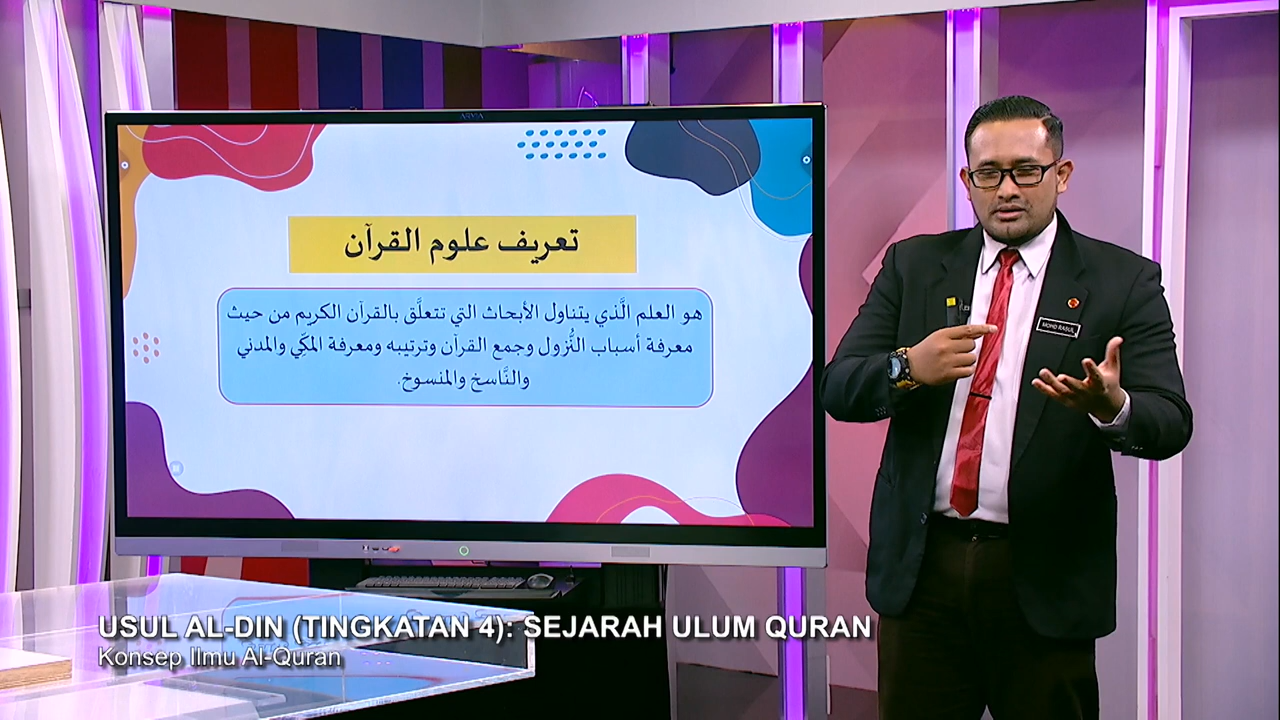 تعريف علوم القرآن
هو العلم الَّذي يتناول الأبحاث التي تتعلَّق بالقرآن الكريم من حيث
معرفة أسباب النُّزول وجمع القرآن وترتيبه ومعرفة المكّي والمدني
والنَّاسخ والمنسوخ.
MOHD RASUL
USUL AL-DIN (TINGKATAN 4): SEJARAH ULUM QURAN
Konsep Ilmu Al-Quran